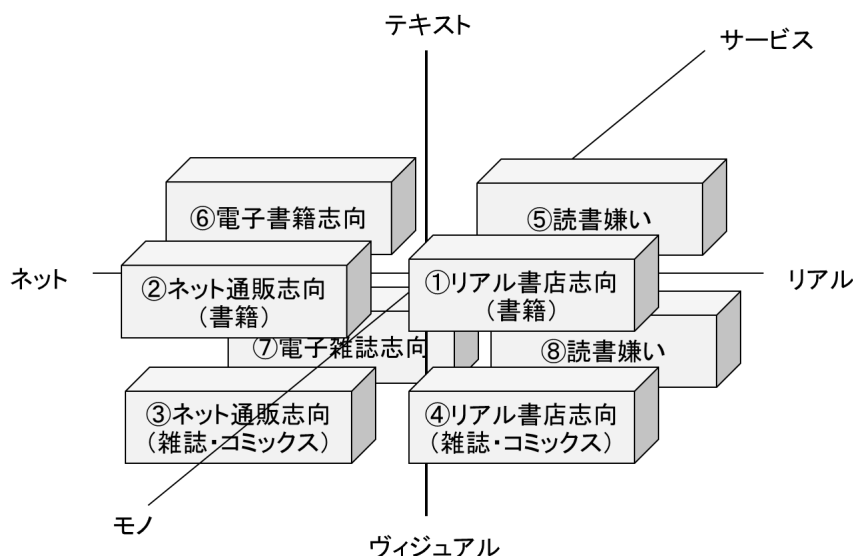 テキスト
サービス
⑥電子書籍志向
⑤読書嫌い
ネット
②ネット通販志向
(書籍)
①リアル書店志向
(書籍)
リアル
⑦電子雑誌志向
⑧読書嫌い
③ネット通販志向
(雑誌・コミックス)
④リアル書店志向
(雑誌・コミックス)
モノ
ヴィジュアル